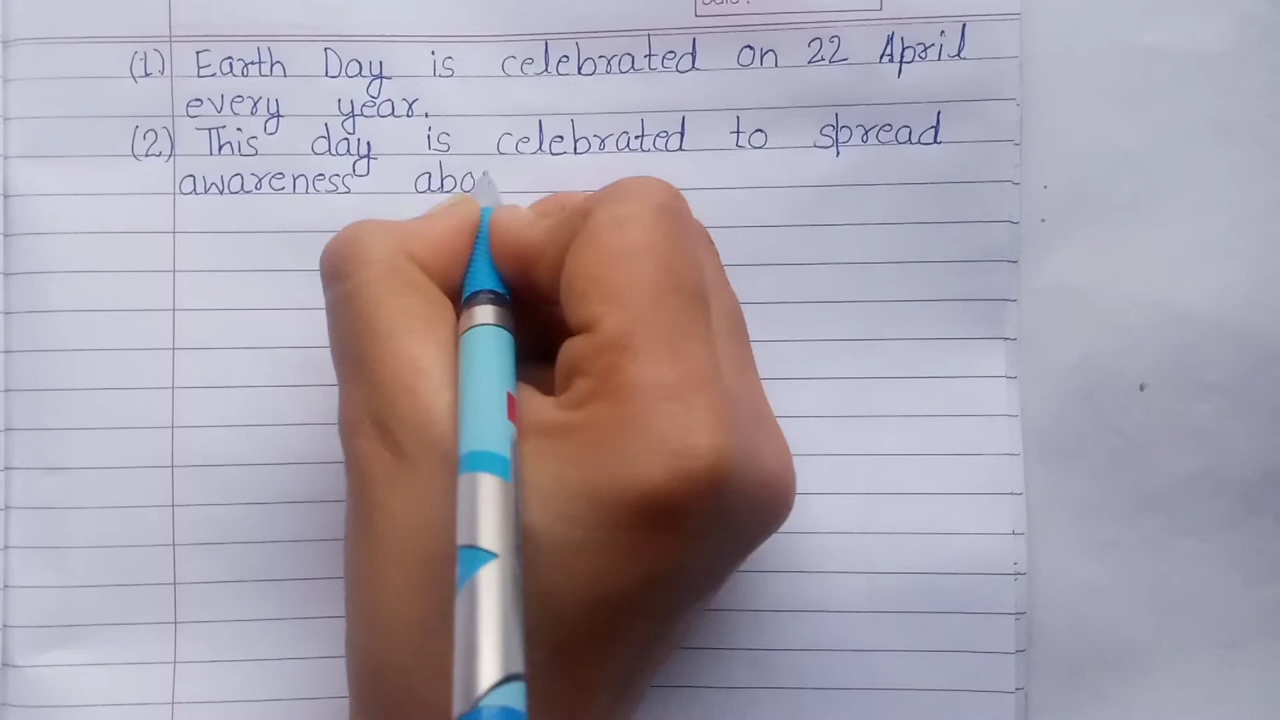 (1) Earth Day is celebrated on 22 April
every year.
(2) This day is celebrated to spread
awareness